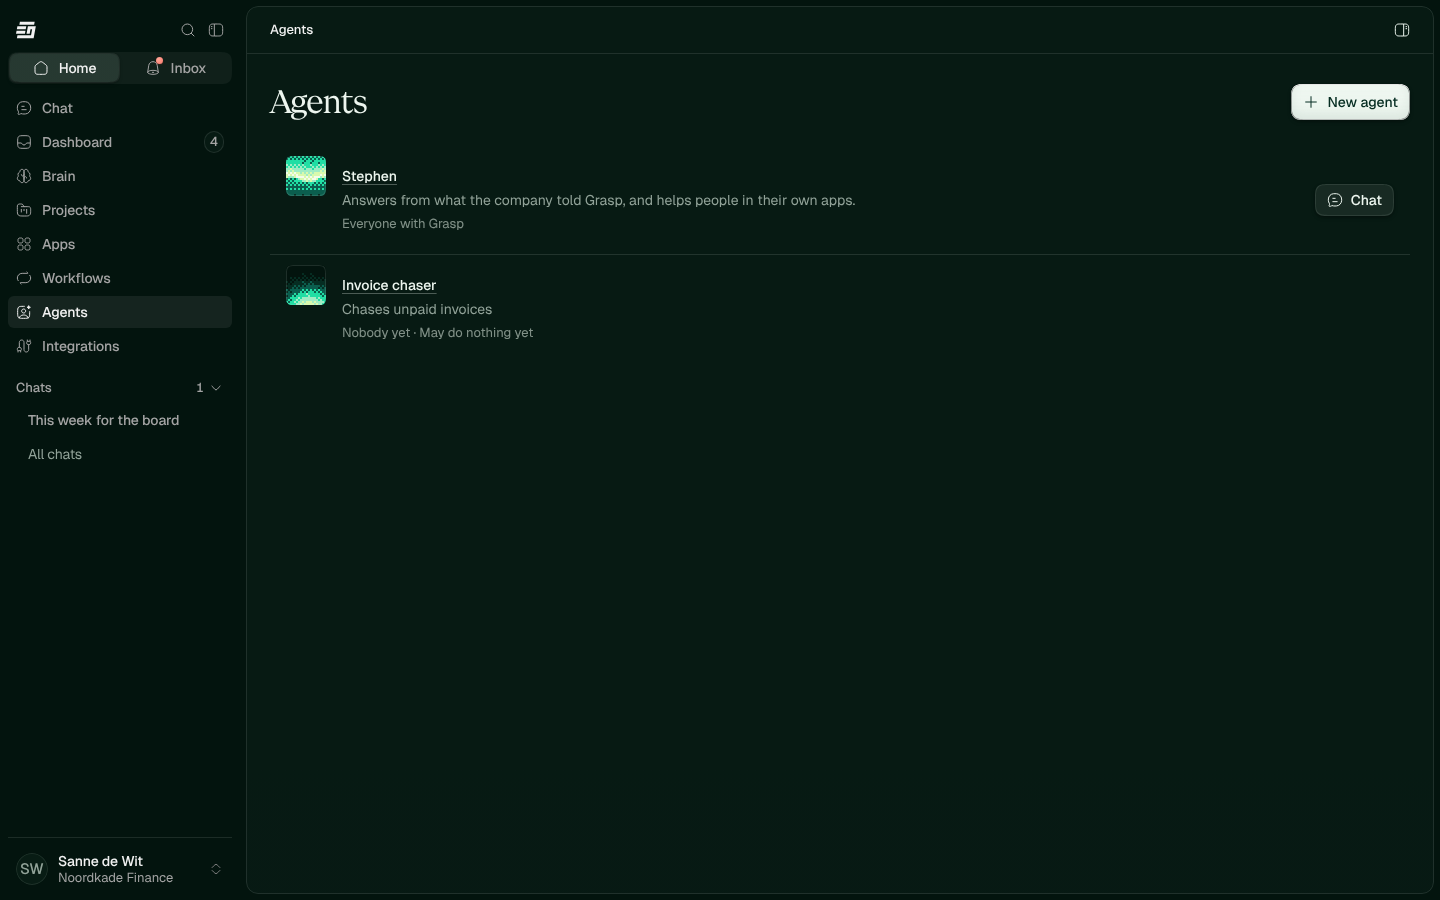 Home
Inbox
Chat
Dashboard
4
Brain
Projects
Apps
Workflows
Agents
Integrations
Chats
1
This week for the board
All chats
SW
Sanne de Wit
Noordkade Finance
Agents
Agents
New agent
Stephen
Answers from what the company told Grasp, and helps people in their own apps.
Everyone with Grasp
Chat
Invoice chaser
Chases unpaid invoices
Nobody yet · May do nothing yet